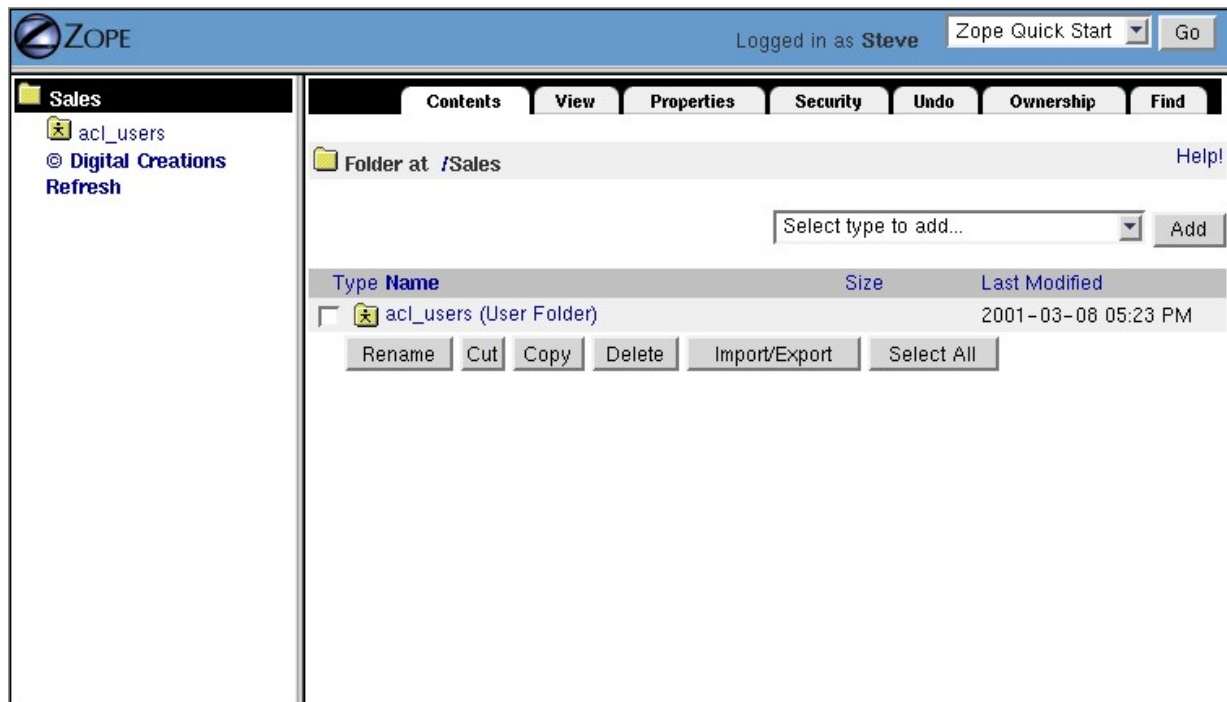 ZOPE
Logged in as Steve
Zope Quick Start
Go
Sales
acl_users
© Digital Creations
Refresh
Contents View Properties Security Undo Ownership Find
Folder at /Sales
Help!
Select type to add...
Add
Type Name Size Last Modified
acl_users (User Folder) 2001-03-08 05:23 PM
Rename Cut Copy Delete Import/Export Select All